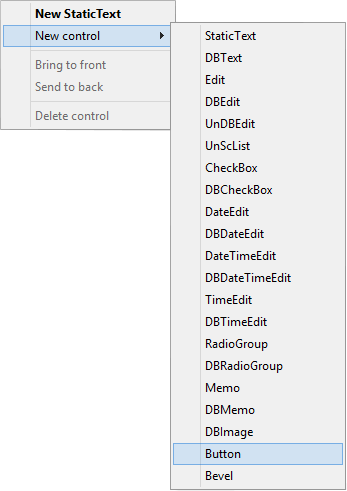 New StaticText
New control
Bring to front
Send to back
Delete control
StaticText
DBText
Edit
DBEdit
UnDBEdit
UnScList
CheckBox
DBCheckBox
DateEdit
DBDateEdit
DateTimeEdit
DBDateTimeEdit
TimeEdit
DBTimeEdit
RadioGroup
DBRadioGroup
Memo
DBMemo
DBImage
Button
Bevel